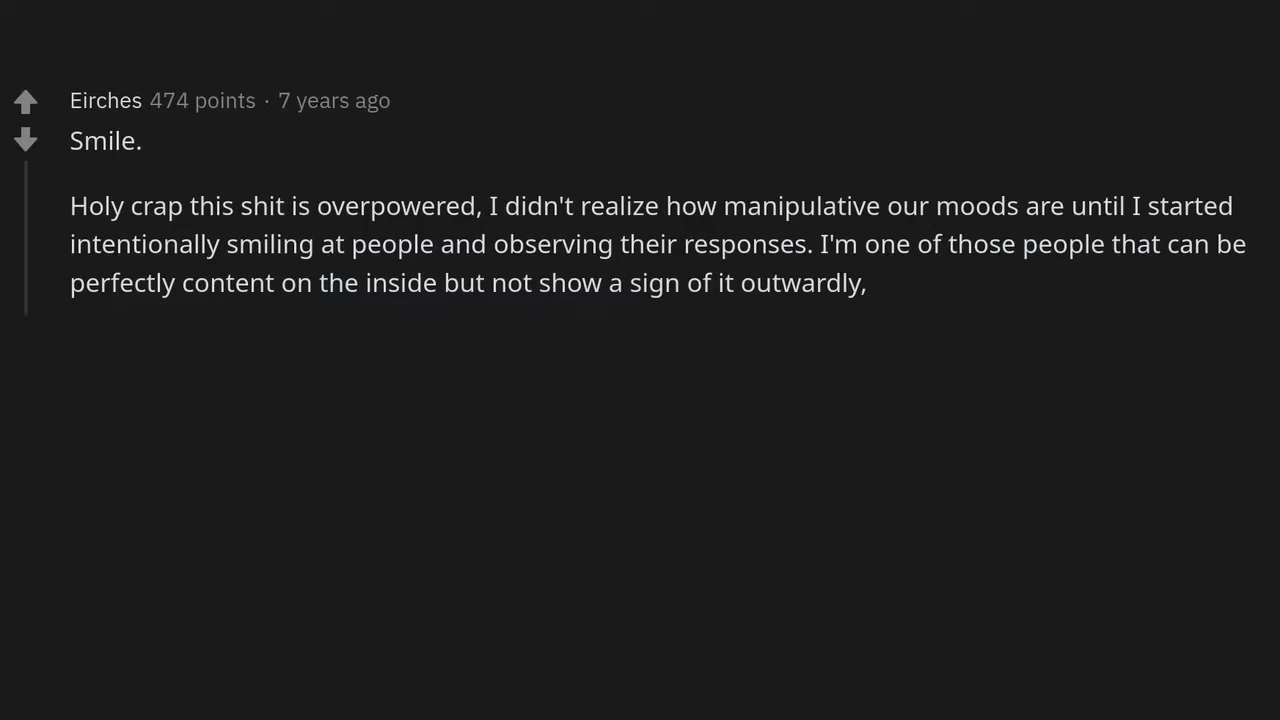 Eirches 474 points · 7 years ago
Smile.
Holy crap this shit is overpowered, I didn't realize how manipulative our moods are until I started
intentionally smiling at people and observing their responses. I'm one of those people that can be
perfectly content on the inside but not show a sign of it outwardly,